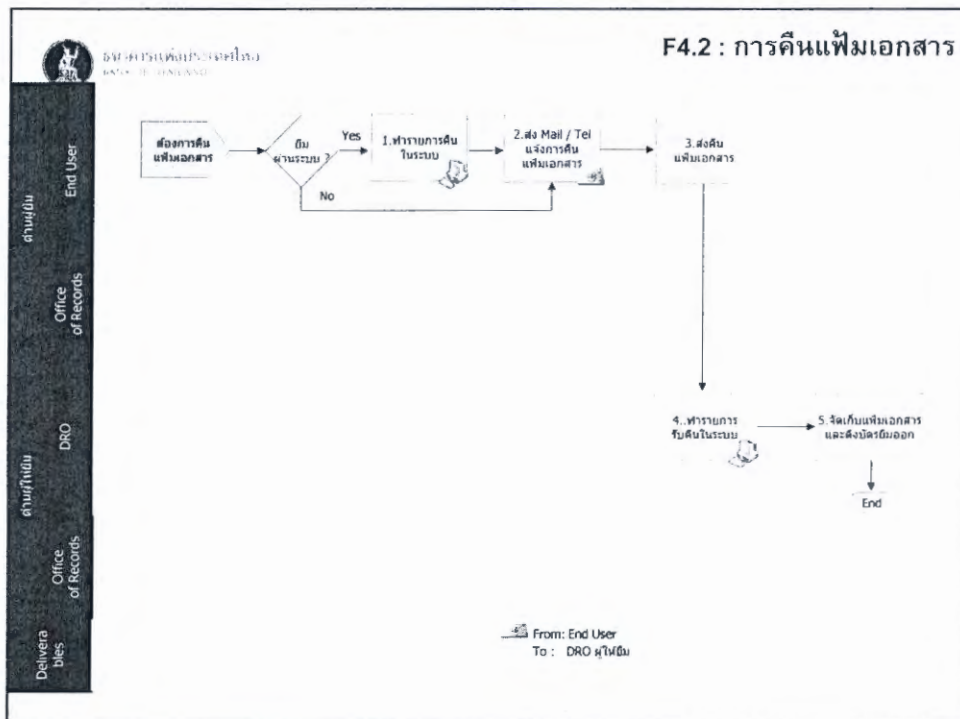 F4.2 : การคืนแฟ้มเอกสาร
ธนาคารแห่งประเทศไทย
BANK OF THAILAND
ต้องการคืน
แฟ้มเอกสาร
ยืม
ผ่านระบบ ?
Yes
No
1.ทำรายการคืน
ในระบบ
2.ส่ง Mail / Tel
แจ้งการคืน
แฟ้มเอกสาร
3.ส่งคืน
แฟ้มเอกสาร
ด้านผู้ยืม
End User
Office
of Records
4..ทำรายการ
รับคืนในระบบ
5.จัดเก็บแฟ้มเอกสาร
และดึงบัตรยืมออก
End
ด้านผู้ให้ยืม
DRO
Office
of Records
Delivera
bles
From: End User
To : DRO ผู้ให้ยืม